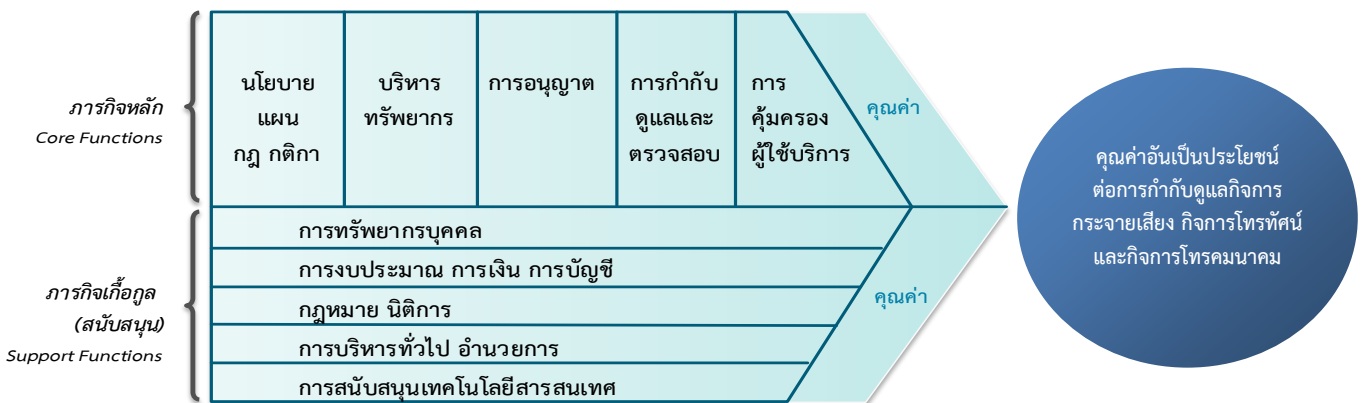 ภารกิจหลัก
Core Functions
นโยบาย
แผน
กฎ กติกา
บริหาร
ทรัพยากร
การอนุญาต
การกำกับ
ดูแลและ
ตรวจสอบ
การ
คุ้มครอง
ผู้ใช้บริการ
คุณค่า
ภารกิจเกื้อกูล
(สนับสนุน)
Support Functions
การทรัพยากรบุคคล
การงบประมาณ การเงิน การบัญชี
กฎหมาย นิติการ
การบริหารทั่วไป อำนวยการ
การสนับสนุนเทคโนโลยีสารสนเทศ
คุณค่า
คุณค่าอันเป็นประโยชน์
ต่อการกำกับดูแลกิจการ
กระจายเสียง กิจการโทรทัศน์
และกิจการโทรคมนาคม